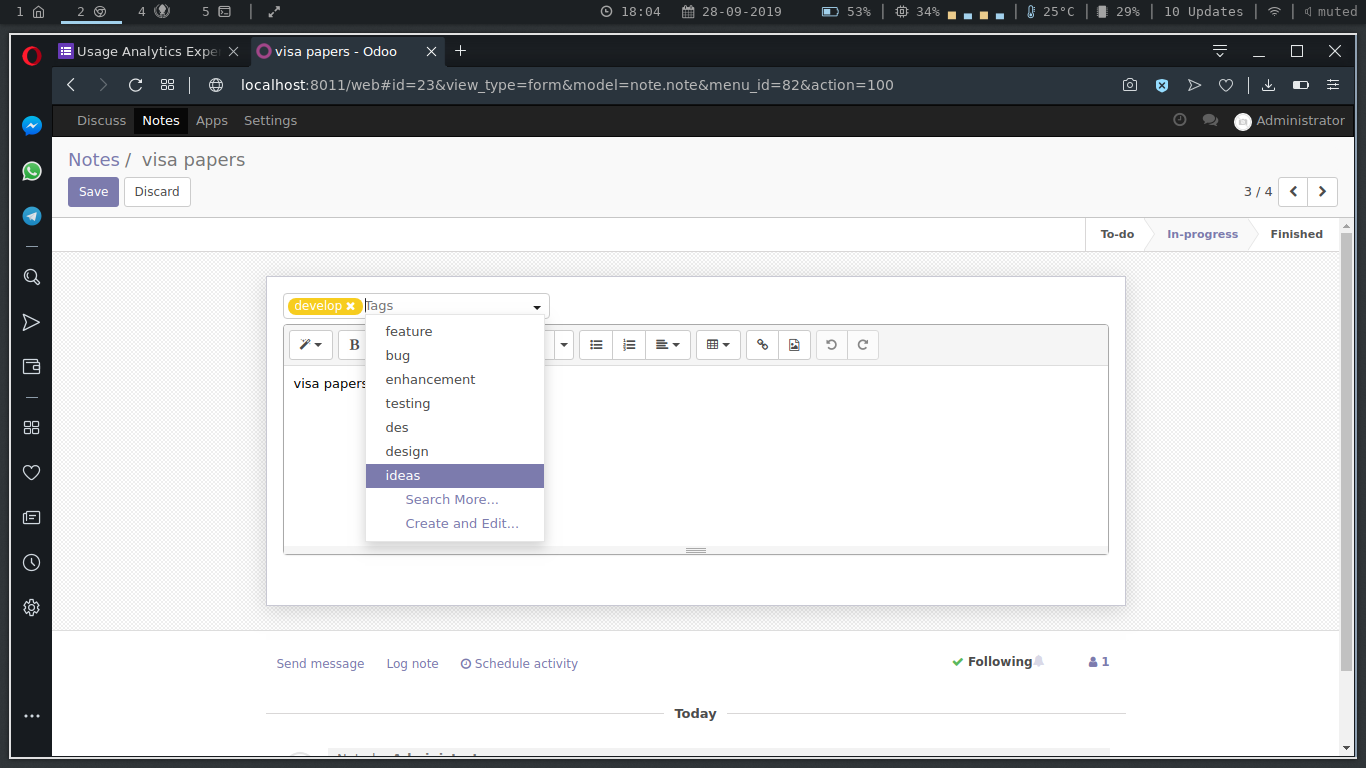 1 2 4 5 18:04 28-09-2019 53% 34% 25°C 29% 10 Updates muted
Usage Analytics Expe visa papers - Odoo
localhost:8011/web#id=23&view_type=form&model=note.note&menu_id=82&action=100
Discuss Notes Apps Settings Administrator
Notes / visa papers
Save Discard 3 / 4
To-do In-progress Finished
develop Tags
feature
B
bug
enhancement
visa papers
testing
des
design
ideas
Search More...
Create and Edit...
Send message Log note Schedule activity Following 1
Today